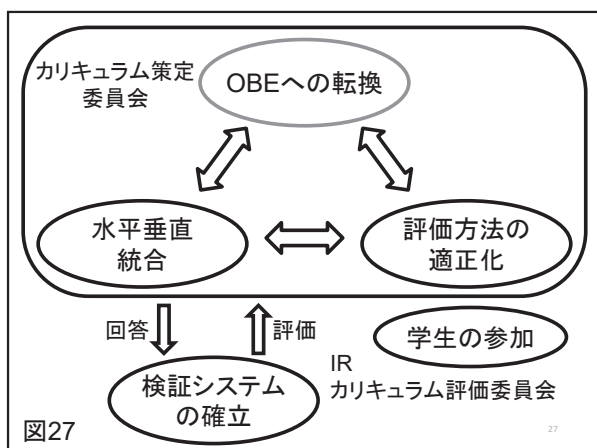 カリキュラム策定
委員会
OBEへの転換
水平垂直
統合
評価方法の
適正化
回答
評価
学生の参加
IR
カリキュラム評価委員会
検証システム
の確立
図27
27